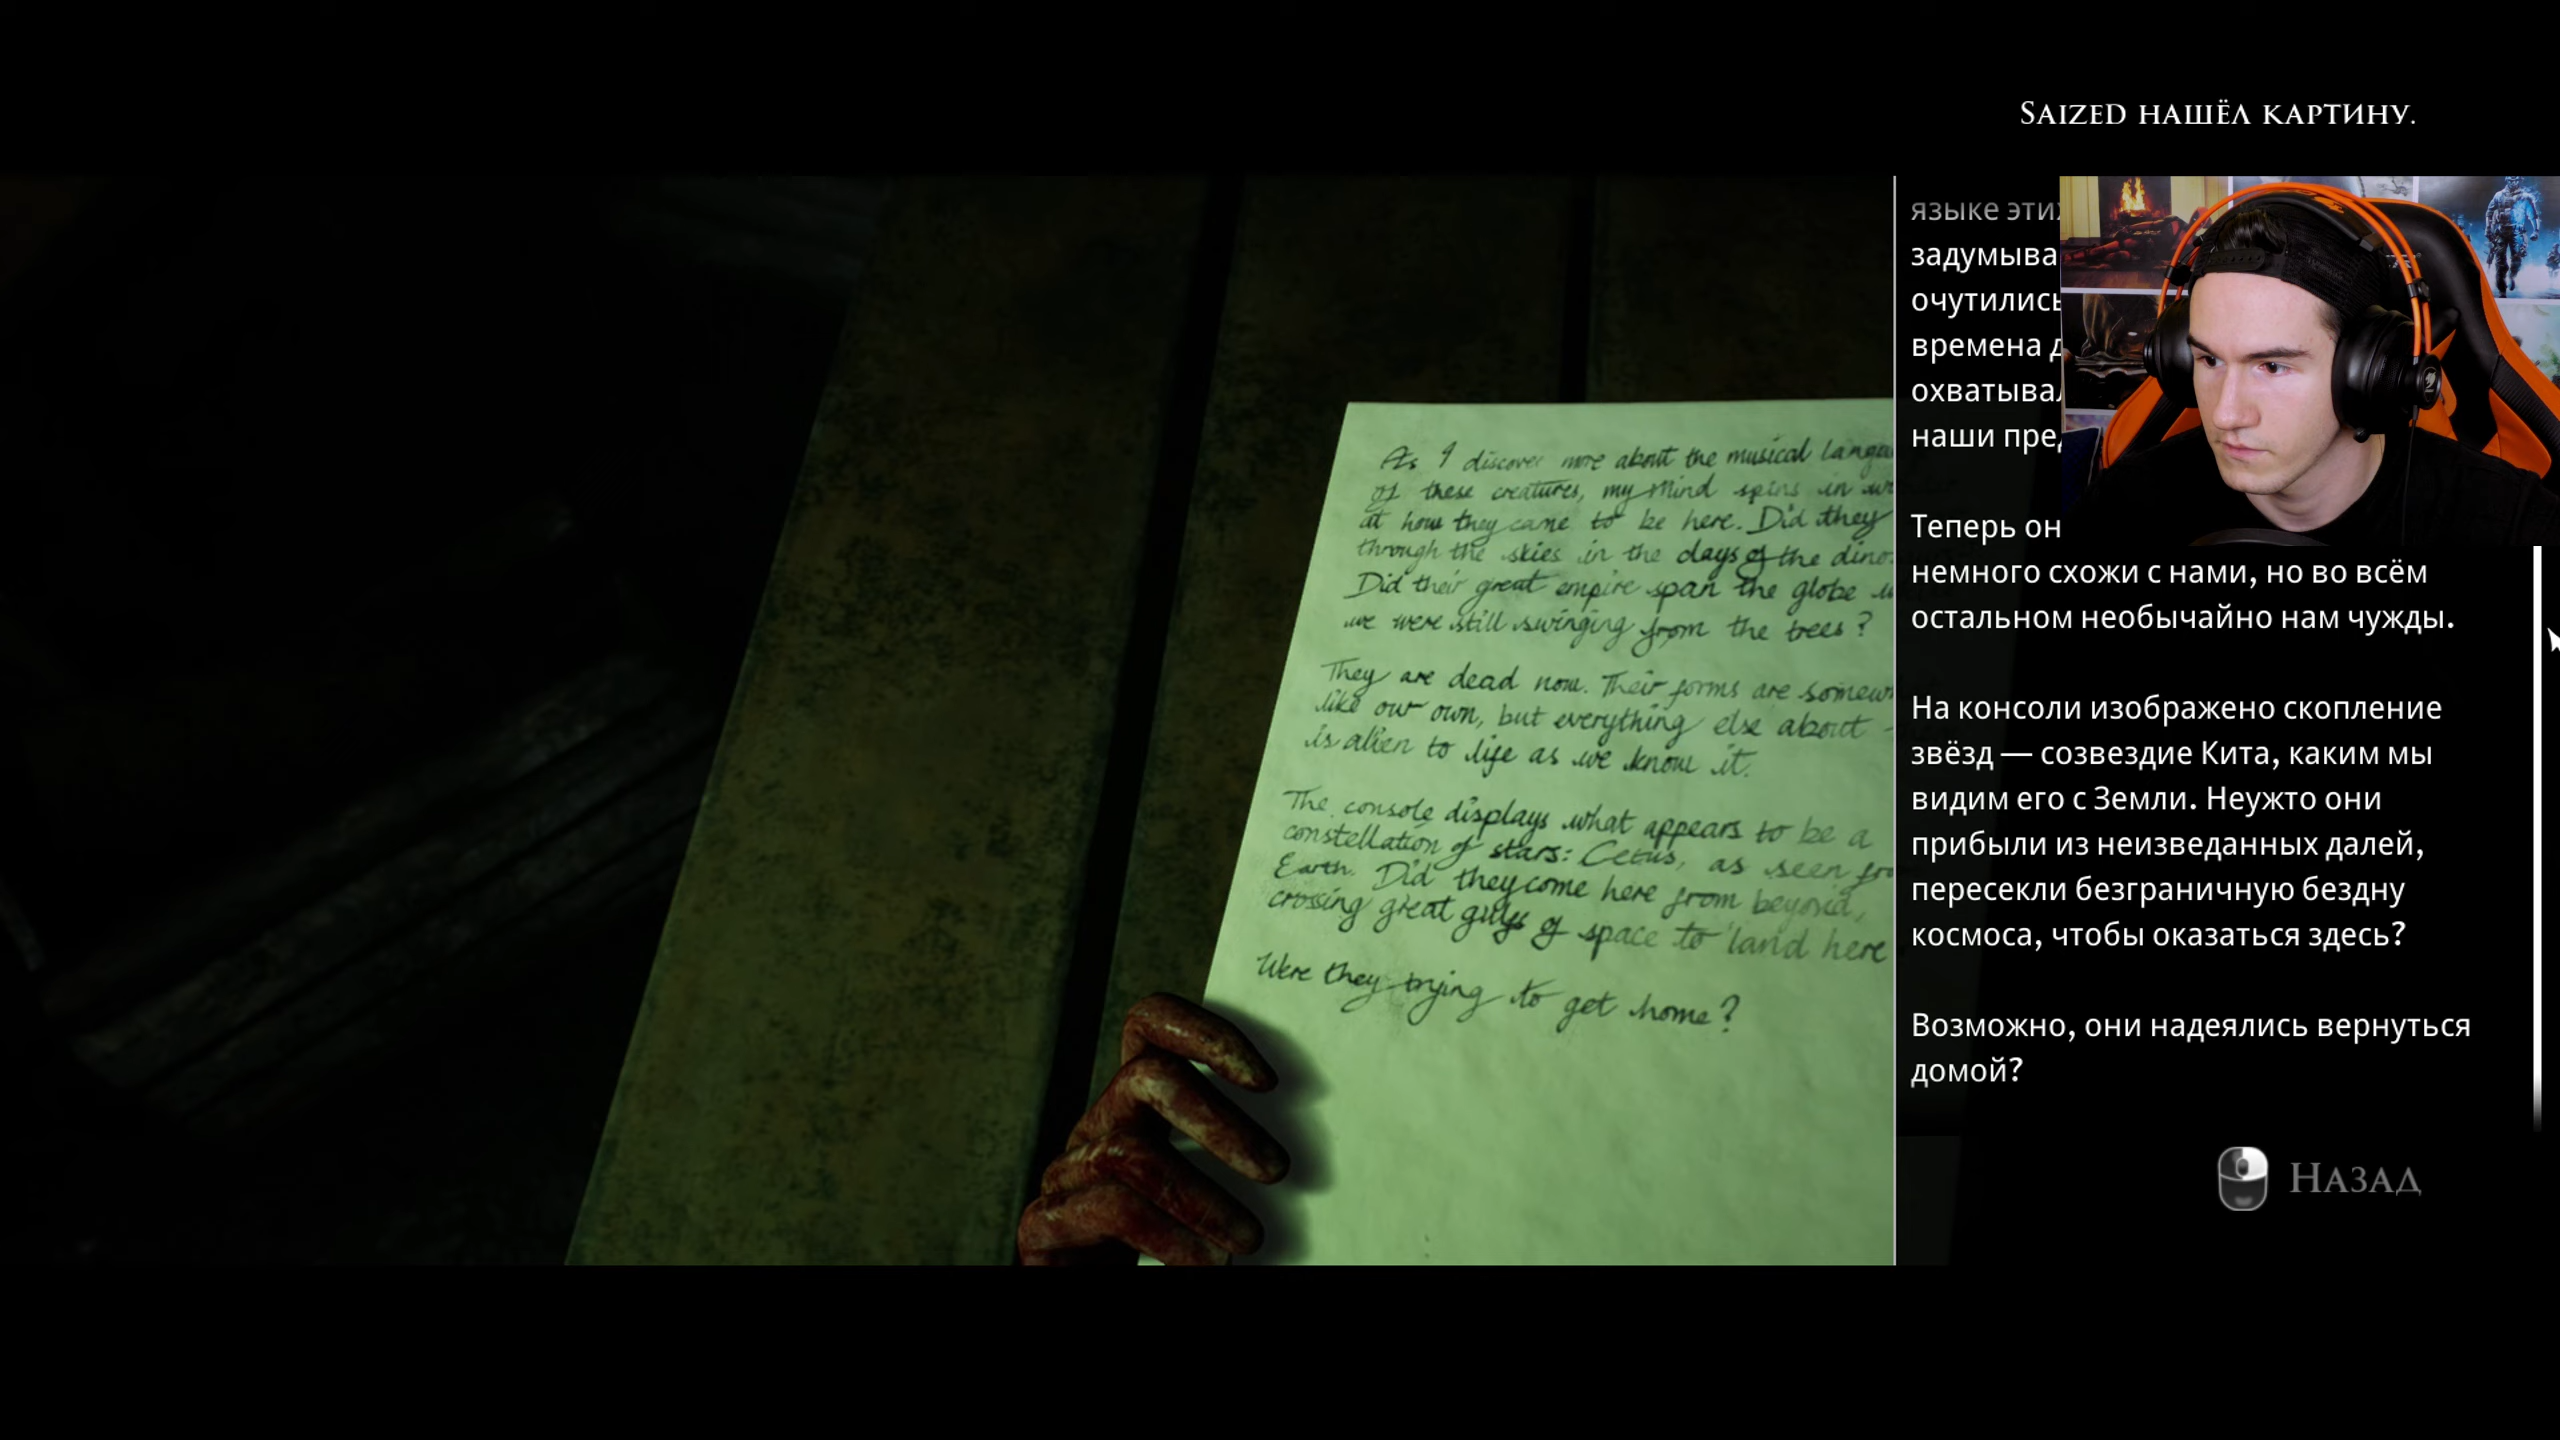 Saized нашёл картину.
As I discover more about the musical
of these creatures, my mind spins in
at how they came to be here. Did they
through the skies in the days of the
Did their great empire span the globe
we were still swinging from the trees?
They are dead now. Their forms are
like our own, but everything else about
is alien to life as we know it.
The console displays what appears to be a
constellation of stars: Cetus, as seen
Earth. Did they come here from beyond,
crossing great gulfs of space to land here
Were they trying to get home?
языке
задумыва
очутились
времена
охватывал
наши
Теперь он
немного схожи с нами, но во всём
остальном необычайно нам чужды.
На консоли изображено скопление
звёзд — созвездие Кита, каким мы
видим его с Земли. Неужто они
прибыли из неизведанных далей,
пересекли безграничную бездну
космоса, чтобы оказаться здесь?
Возможно, они надеялись вернуться
домой?
Назад